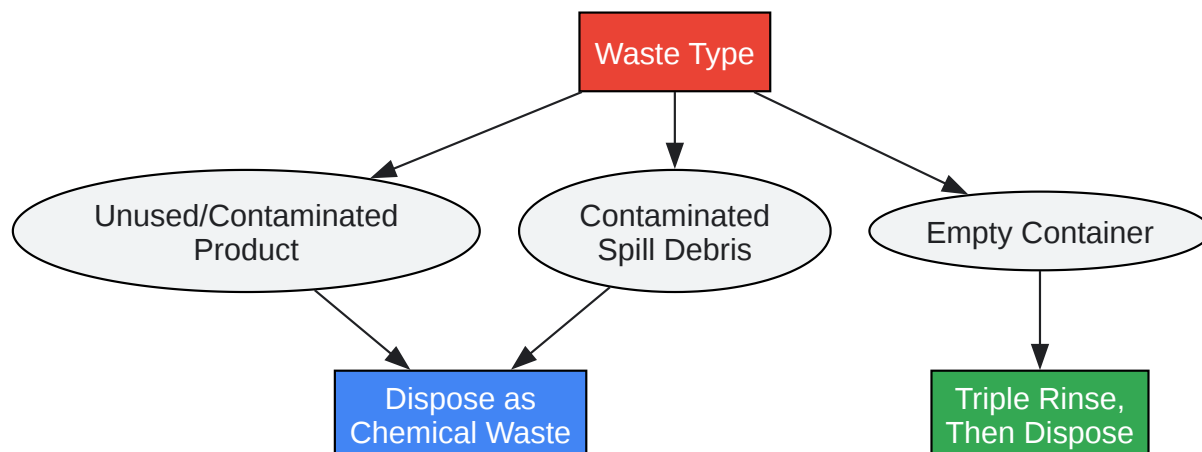 Waste Type
Unused/Contaminated
Product
Contaminated
Spill Debris
Empty Container
Dispose as
Chemical Waste
Triple Rinse,
Then Dispose